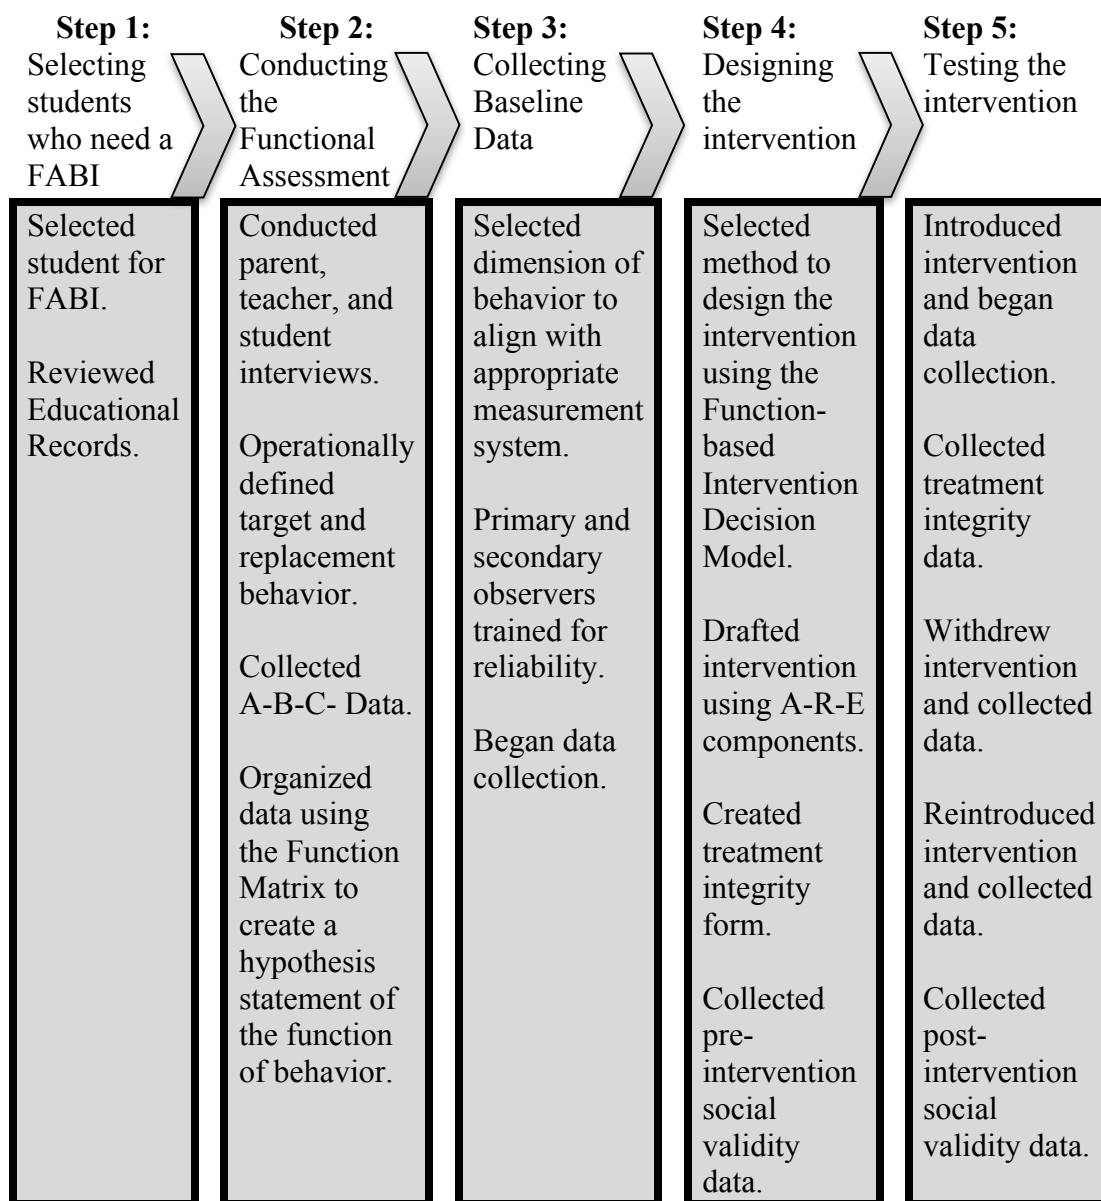 Step 1:
Selecting
students
who need a
FABI
Step 2:
Conducting
the
Functional
Assessment
Step 3:
Collecting
Baseline
Data
Step 4:
Designing
the
intervention
Step 5:
Testing the
intervention
Selected
student for
FABI.
Reviewed
Educational
Records.
Conducted
parent,
teacher, and
student
interviews.
Operationally
defined
target and
replacement
behavior.
Collected
A-B-C- Data.
Organized
data using
the Function
Matrix to
create a
hypothesis
statement of
the function
of behavior.
Selected
dimension of
behavior to
align with
appropriate
measurement
system.
Primary and
secondary
observers
trained for
reliability.
Began data
collection.
Selected
method to
design the
intervention
using the
Function-
based
Intervention
Decision
Model.
Drafted
intervention
using A-R-E
components.
Created
treatment
integrity
form.
Collected
pre-
intervention
social
validity
data.
Introduced
intervention
and began
data
collection.
Collected
treatment
integrity
data.
Withdrew
intervention
and collected
data.
Reintroduced
intervention
and collected
data.
Collected
post-
intervention
social
validity data.